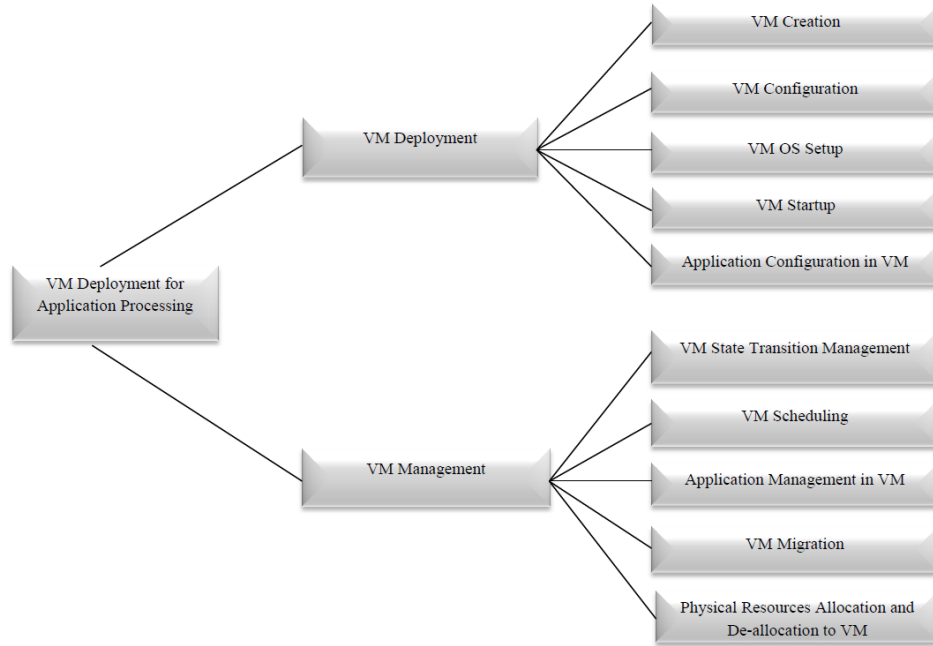 VM Creation
VM Configuration
VM Deployment
VM OS Setup
VM Startup
Application Configuration in VM
VM Deployment for
Application Processing
VM State Transition Management
VM Scheduling
VM Management
Application Management in VM
VM Migration
Physical Resources Allocation and
De-allocation to VM